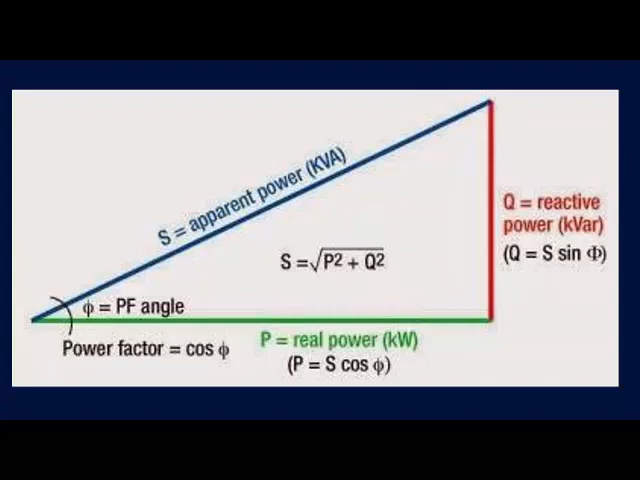 S = apparent power (KVA)
Q = reactive
power (kVar)
(Q = S sin Φ)
S =√P2 + Q2
ϕ = PF angle
Power factor = cos ϕ
P = real power (kW)
(P = S cos ϕ)